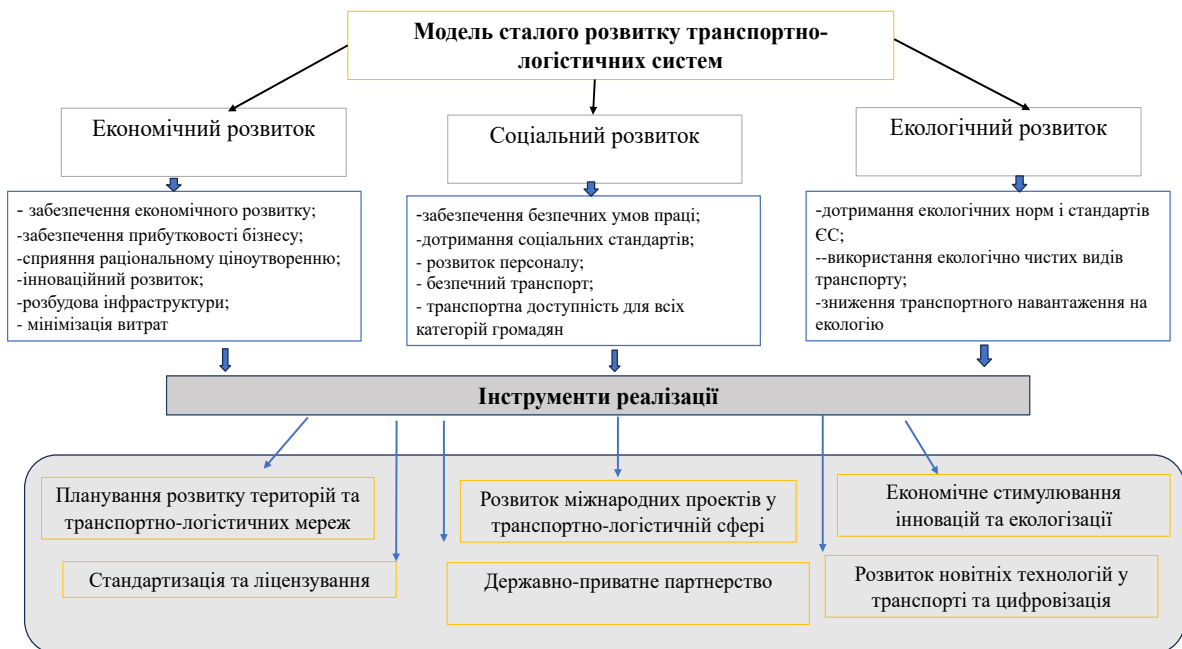 Модель сталого розвитку транспортно-
логістичних систем
Економічний розвиток
Соціальний розвиток
Екологічний розвиток
- забезпечення економічного розвитку;
-забезпечення прибутковості бізнесу;
-сприяння раціональному ціноутворенню;
-інноваційний розвиток;
-розбудова інфраструктури;
- мінімізація витрат
-забезпечення безпечних умов праці;
-дотримання соціальних стандартів;
- розвиток персоналу;
- безпечний транспорт;
- транспортна доступність для всіх
категорій громадян
-дотримання екологічних норм і стандартів
ЄС;
--використання екологічно чистих видів
транспорту;
-зниження транспортного навантаження на
екологію
Інструменти реалізації
Планування розвитку територій та
транспортно-логістичних мереж
Розвиток міжнародних проектів у
транспортно-логістичній сфері
Економічне стимулювання
інновацій та екологізації
Стандартизація та ліцензування
Державно-приватне партнерство
Розвиток новітніх технологій у
транспорті та цифровізація